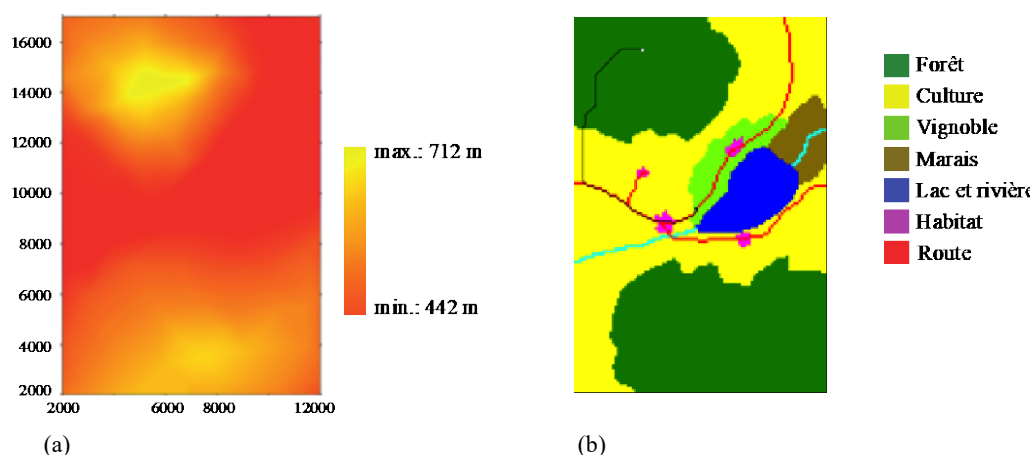 16000
14000
12000
10000
8000
6000
4000
2000
2000
6000
8000
12000
max.: 712 m
min.: 442 m
(a)
Forêt
Culture
Vignoble
Marais
Lac et rivière
Habitat
Route
(b)